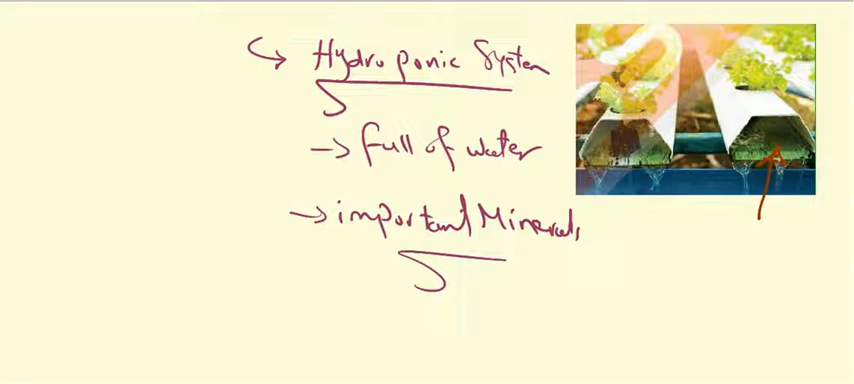 Hydroponic System
full of water
important Minerals